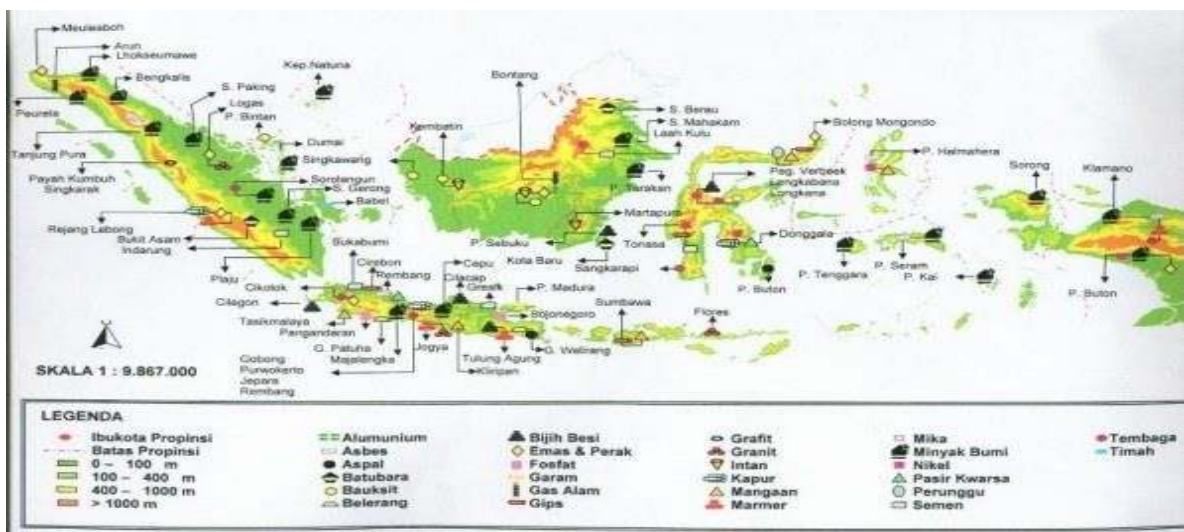 Meulaboh
Arun
Lhokseumawe
Bengkalis
S. Paking
Logas
P. Bintan
Kep.Natuna
Dumai
Singkawang
Peurela
Tanjung Pura
Payah Kumbuh
Singkarak
Sorolangun
S. Gerong
Babel
Rejang Lebong
Bukit Asam
Indarung
Plaju
Bontang
Kembatin
S. Berau
S. Mahakam
Laah Kulu
P. Tarakan
Martapura
P. Sebuku
Kota Baru
Sangkarapi
Bolong Mongondo
P. Halmahera
Peg. Verbeek
Longkana
Tonasa
Donggala
P. Buton
P. Tenggara
P. Seram
P. Kai
Sorong
Klamono
P. Buton
Sukabumi
Cirebon
Rembang
Cikotok
Cilegon
Tasikmalaya
Pangandaran
G. Patuha
Majalengka
Cepu
Cilacap
Gresik
P. Madura
Bojonegoro
Jogya
Tulung Agung
Kliripan
G. Welirang
Sumbawa
Flores
Gobong
Purwokerto
Jepara
Rembang
SKALA 1 : 9.867.000
LEGENDA
Ibukota Propinsi
Batas Propinsi
0 – 100 m
100 – 400 m
400 – 1000 m
> 1000 m
Alumunium
Asbes
Aspal
Batubara
Bauksit
Belerang
Bijih Besi
Emas & Perak
Fosfat
Garam
Gas Alam
Gips
Grafit
Granit
Intan
Kapur
Mangaan
Marmer
Mika
Minyak Bumi
Nikel
Pasir Kwarsa
Perunggu
Semen
Tembaga
Timah